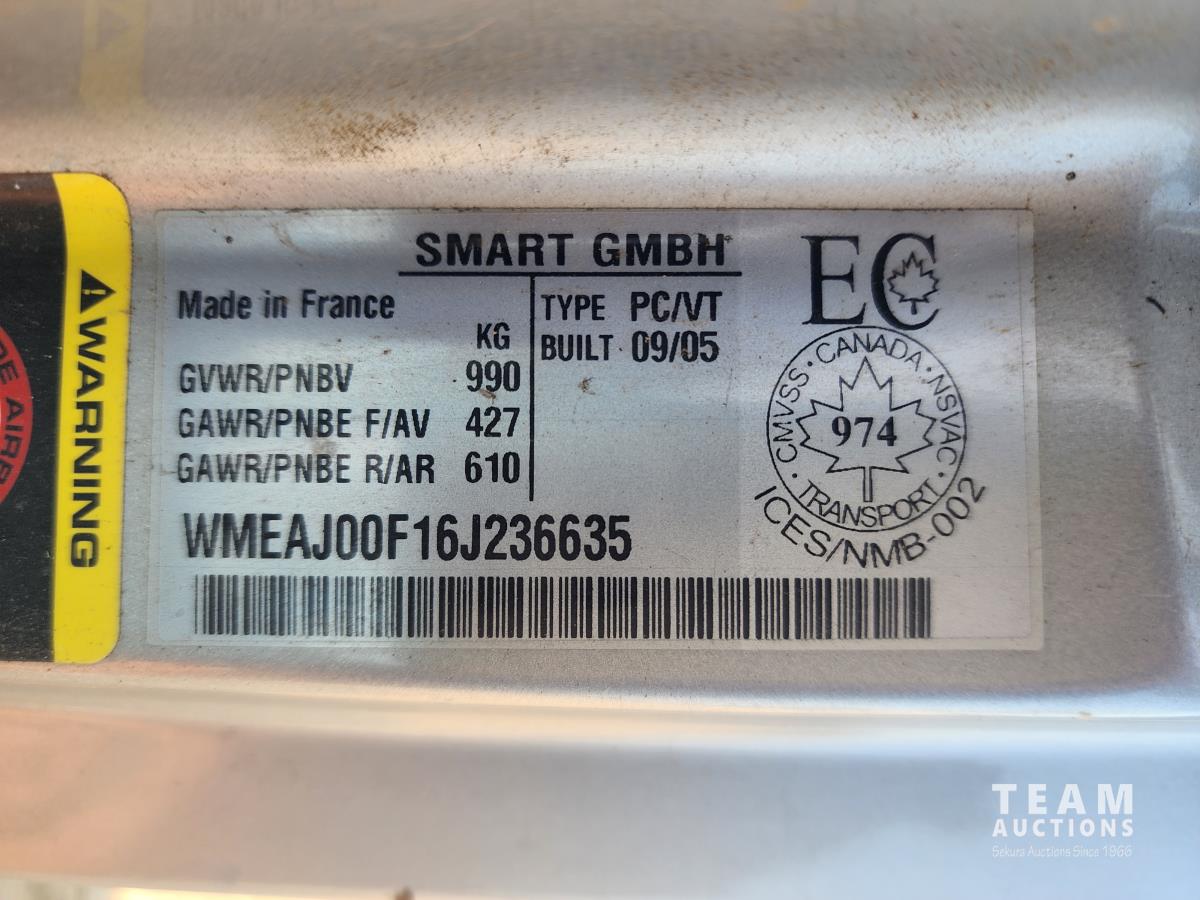 SMART GMBH
Made in France
KG
GVWR/PNBV 990
GAWR/PNBE F/AV 427
GAWR/PNBE R/AR 610
TYPE PC/VT
BUILT 09/05
WMEAJ00F16J236635
EC
CMVSS · CANADA · NSVAC · TRANSPORT ·
974
ICES/NMB-002
WARNING
TEAM
AUCTIONS
Sekura Auctions Since 1966